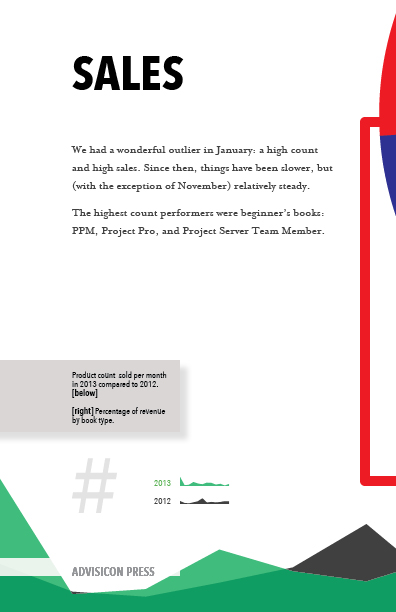 SALES
We had a wonderful outlier in January: a high count
and high sales. Since then, things have been slower, but
(with the exception of November) relatively steady.
The highest count performers were beginner's books:
PPM, Project Pro, and Project Server Team Member.
Product count sold per month
in 2013 compared to 2012.
[below]
[right] Percentage of revenue
by book type.
#
2013
2012
ADVISICON PRESS